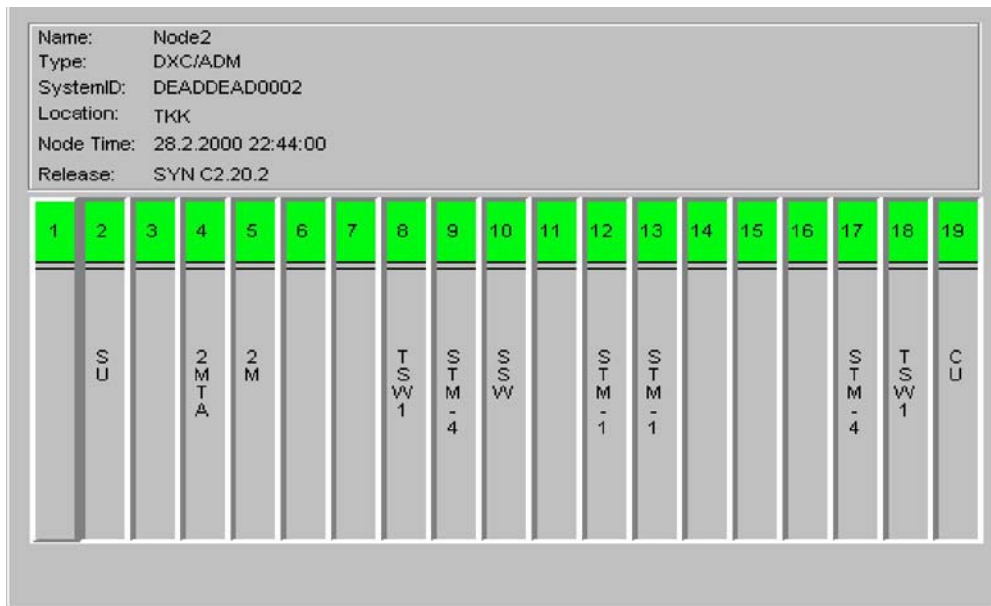 Name: Node2
Type: DXC/ADM
SystemID: DEADDEAD0002
Location: TKK
Node Time: 28.2.2000 22:44:00
Release: SYN C2.20.2
1 2 3 4 5 6 7 8 9 10 11 12 13 14 15 16 17 18 19
SU 2MTA 2M TSW1 STM-4 SSW STM-1 STM-1 STM-4 TSW1 CU